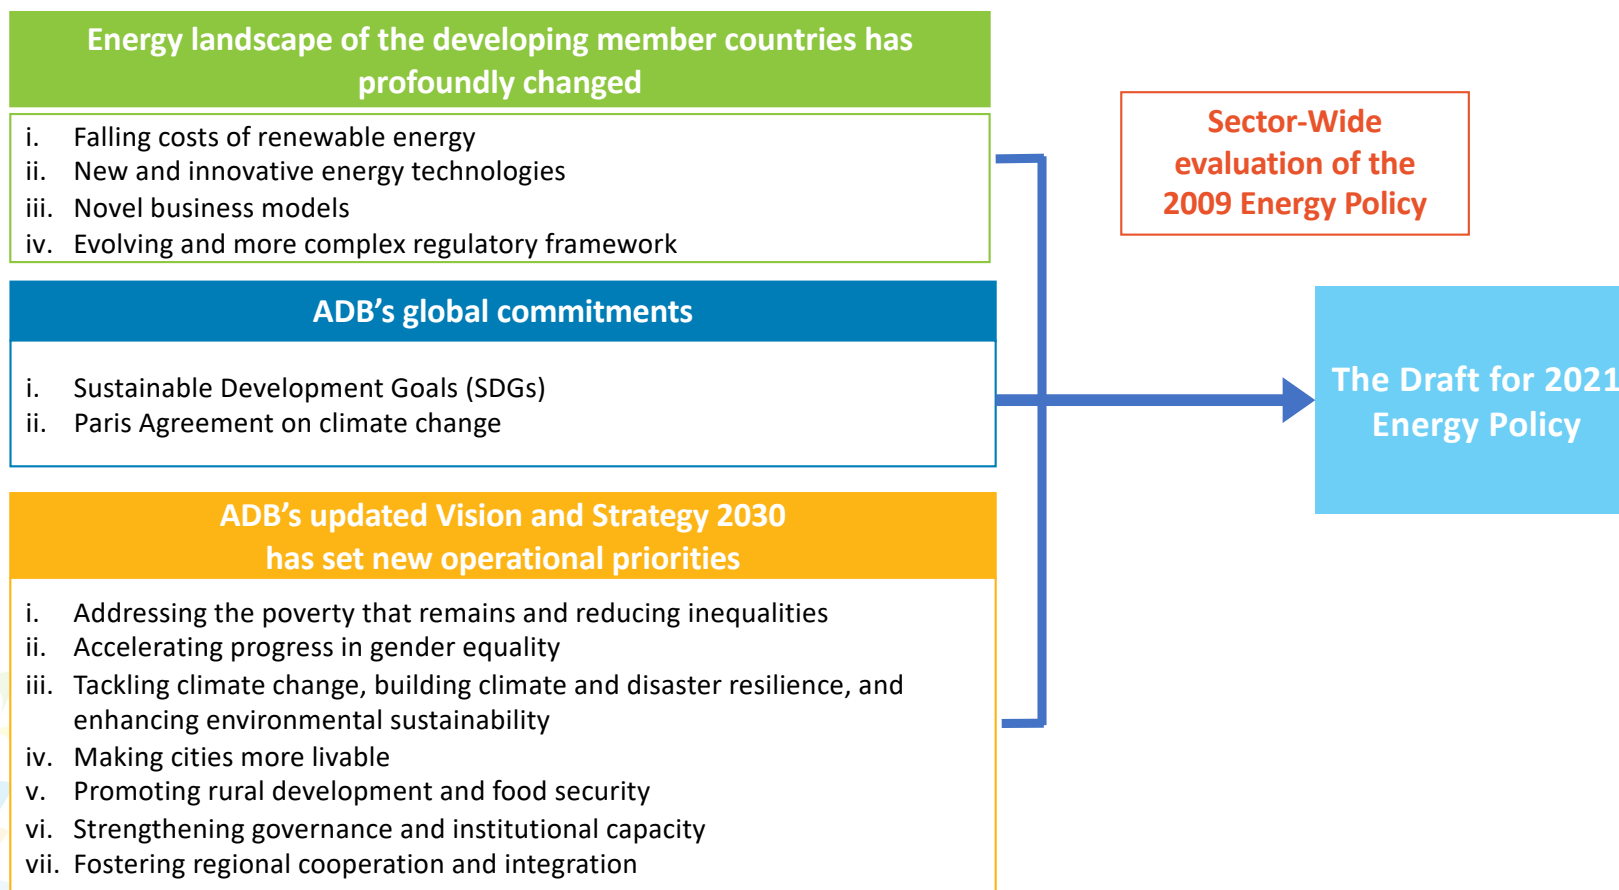 Energy landscape of the developing member countries has
profoundly changed
i. Falling costs of renewable energy
ii. New and innovative energy technologies
iii. Novel business models
iv. Evolving and more complex regulatory framework
ADB’s global commitments
i. Sustainable Development Goals (SDGs)
ii. Paris Agreement on climate change
ADB’s updated Vision and Strategy 2030
has set new operational priorities
i. Addressing the poverty that remains and reducing inequalities
ii. Accelerating progress in gender equality
iii. Tackling climate change, building climate and disaster resilience, and
enhancing environmental sustainability
iv. Making cities more livable
v. Promoting rural development and food security
vi. Strengthening governance and institutional capacity
vii. Fostering regional cooperation and integration
Sector-Wide
evaluation of the
2009 Energy Policy
The Draft for 2021
Energy Policy